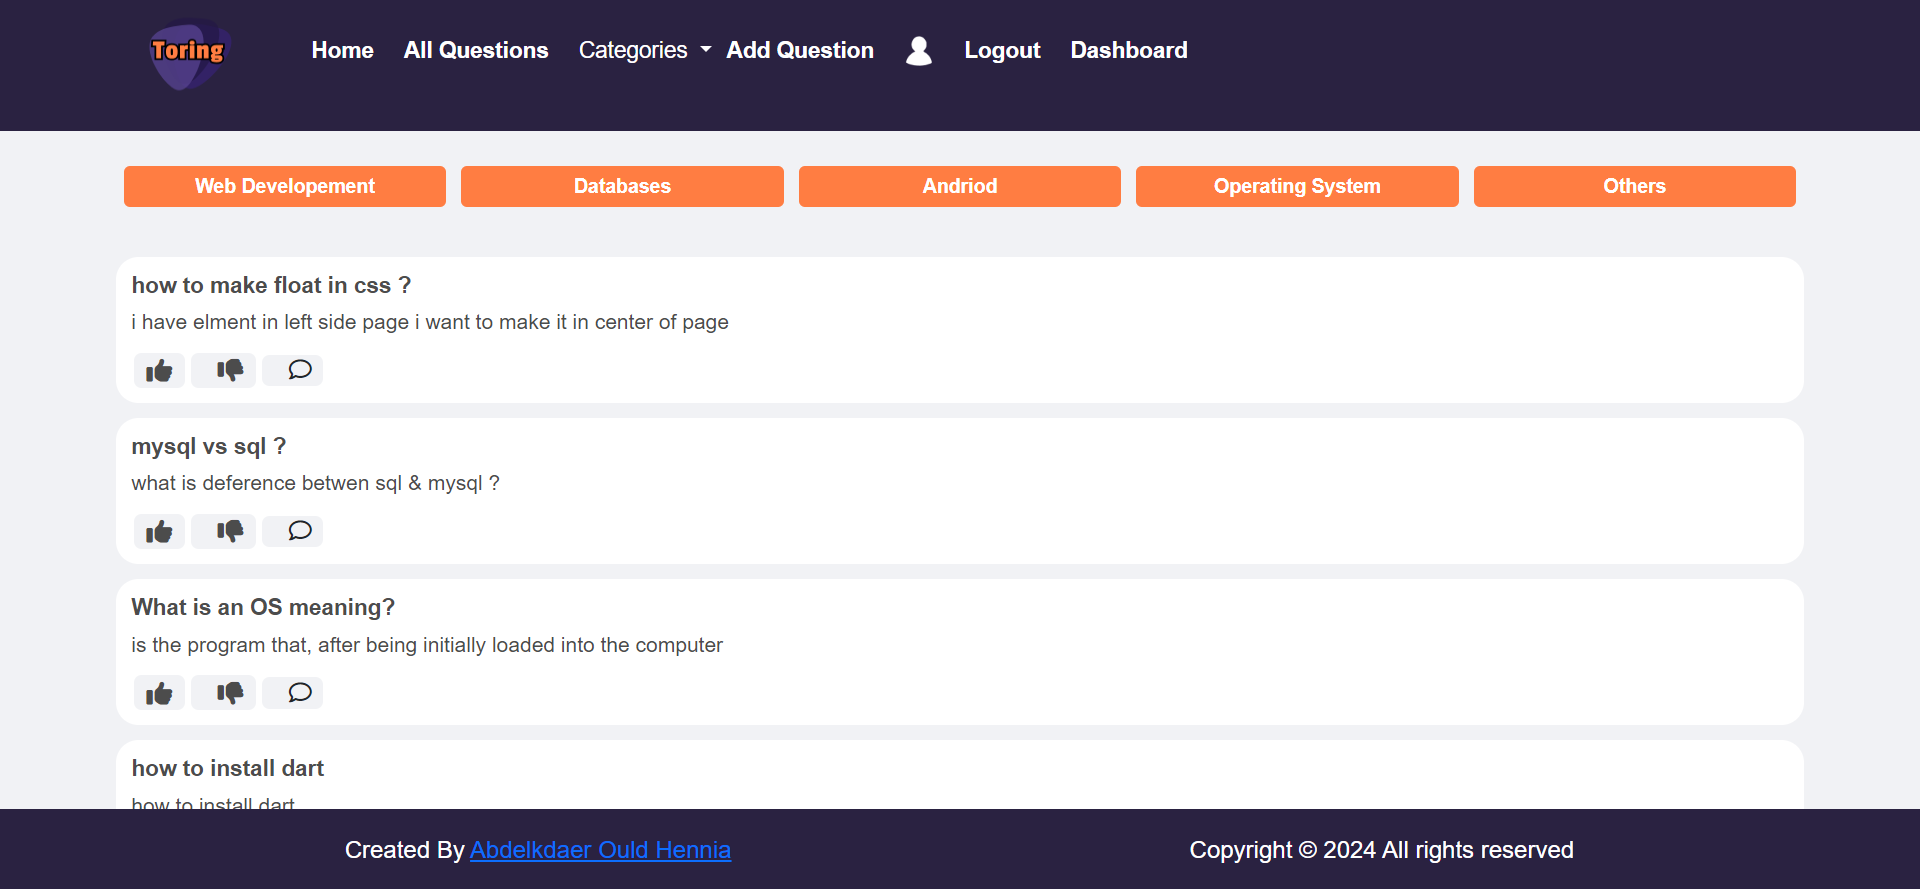 Toring
Home All Questions Categories Add Question Logout Dashboard
Web Developement Databases Andriod Operating System Others
how to make float in css ?
i have elment in left side page i want to make it in center of page
mysql vs sql ?
what is deference betwen sql & mysql ?
What is an OS meaning?
is the program that, after being initially loaded into the computer
how to install dart
how to install dart
Created By Abdelkdaer Ould Hennia Copyright © 2024 All rights reserved